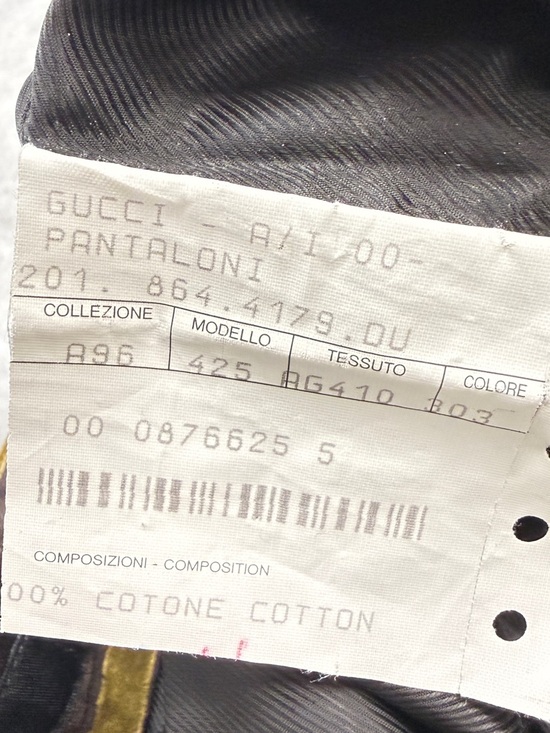 GUCCI - A/I 00-
PANTALONI
201. 864.4179.DU
COLLEZIONE MODELLO TESSUTO COLORE
A96 425 AG410 303
00 0876625 5
COMPOSIZIONI - COMPOSITION
00% COTONE COTTON